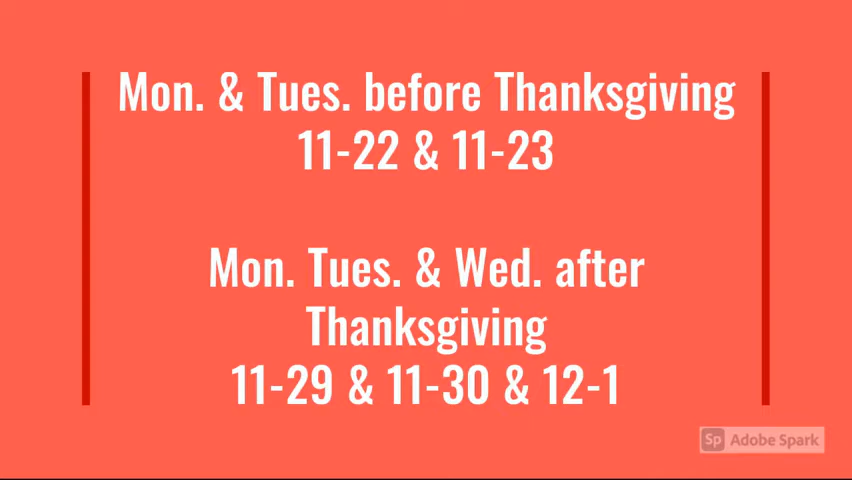 Mon. & Tues. before Thanksgiving
11-22 & 11-23
Mon. Tues. & Wed. after
Thanksgiving
11-29 & 11-30 & 12-1
Sp Adobe Spark